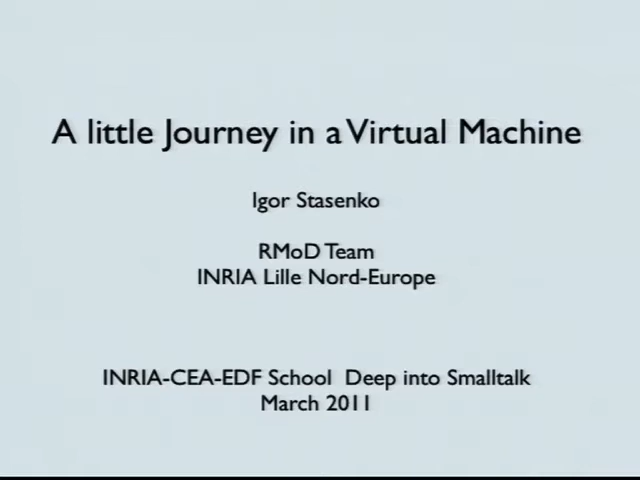 A little Journey in a Virtual Machine
Igor Stasenko
RMoD Team
INRIA Lille Nord-Europe
INRIA-CEA-EDF School Deep into Smalltalk
March 2011